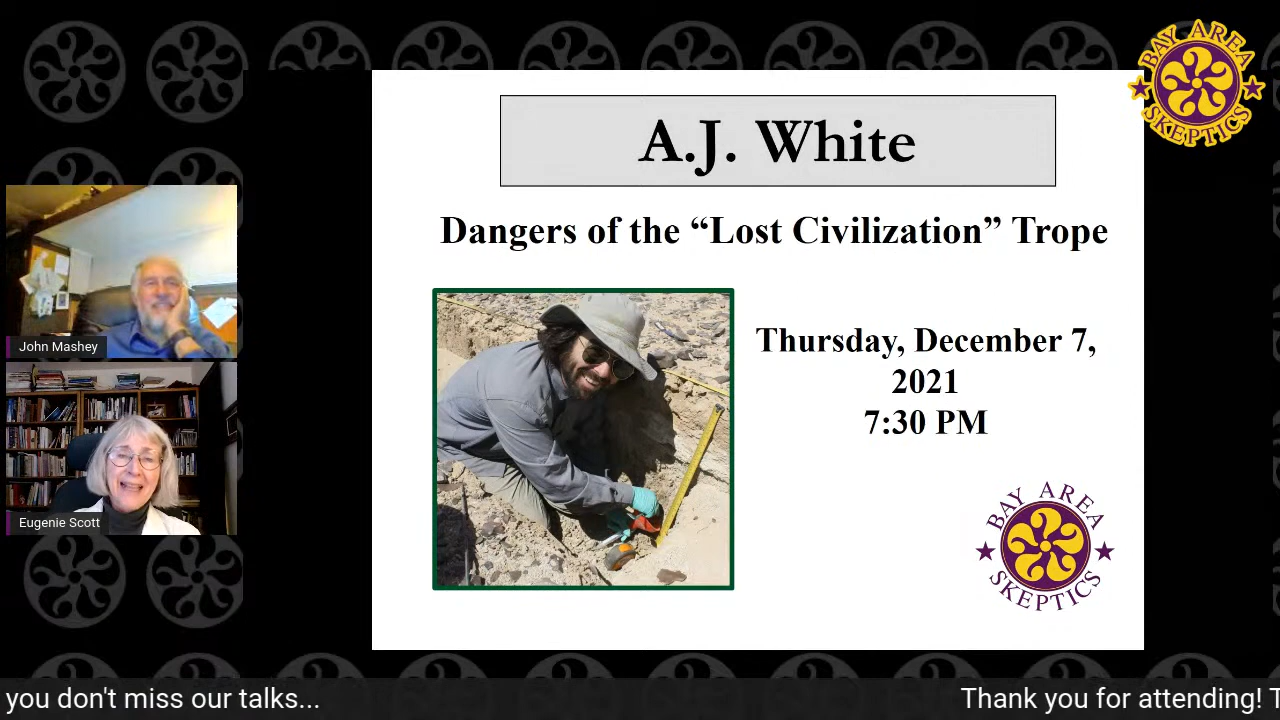 BAY AREA
SKEPTICS
A.J. White
Dangers of the “Lost Civilization” Trope
Thursday, December 7,
2021
7:30 PM
John Mashey
Eugenie Scott
BAY AREA
SKEPTICS
you don't miss our talks...
Thank you for attending! T